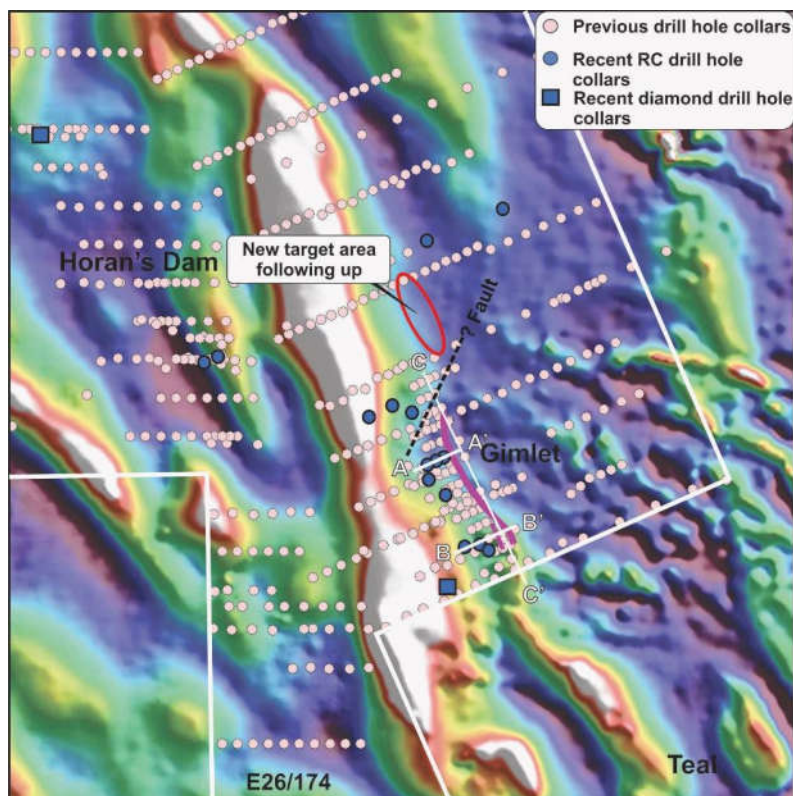 Previous drill hole collars
Recent RC drill hole
collars
Recent diamond drill hole
collars
Horan's Dam
New target area
following up
? Fault
C
A'
Gimlet
A
B'
B
C'
Teal
E26/174